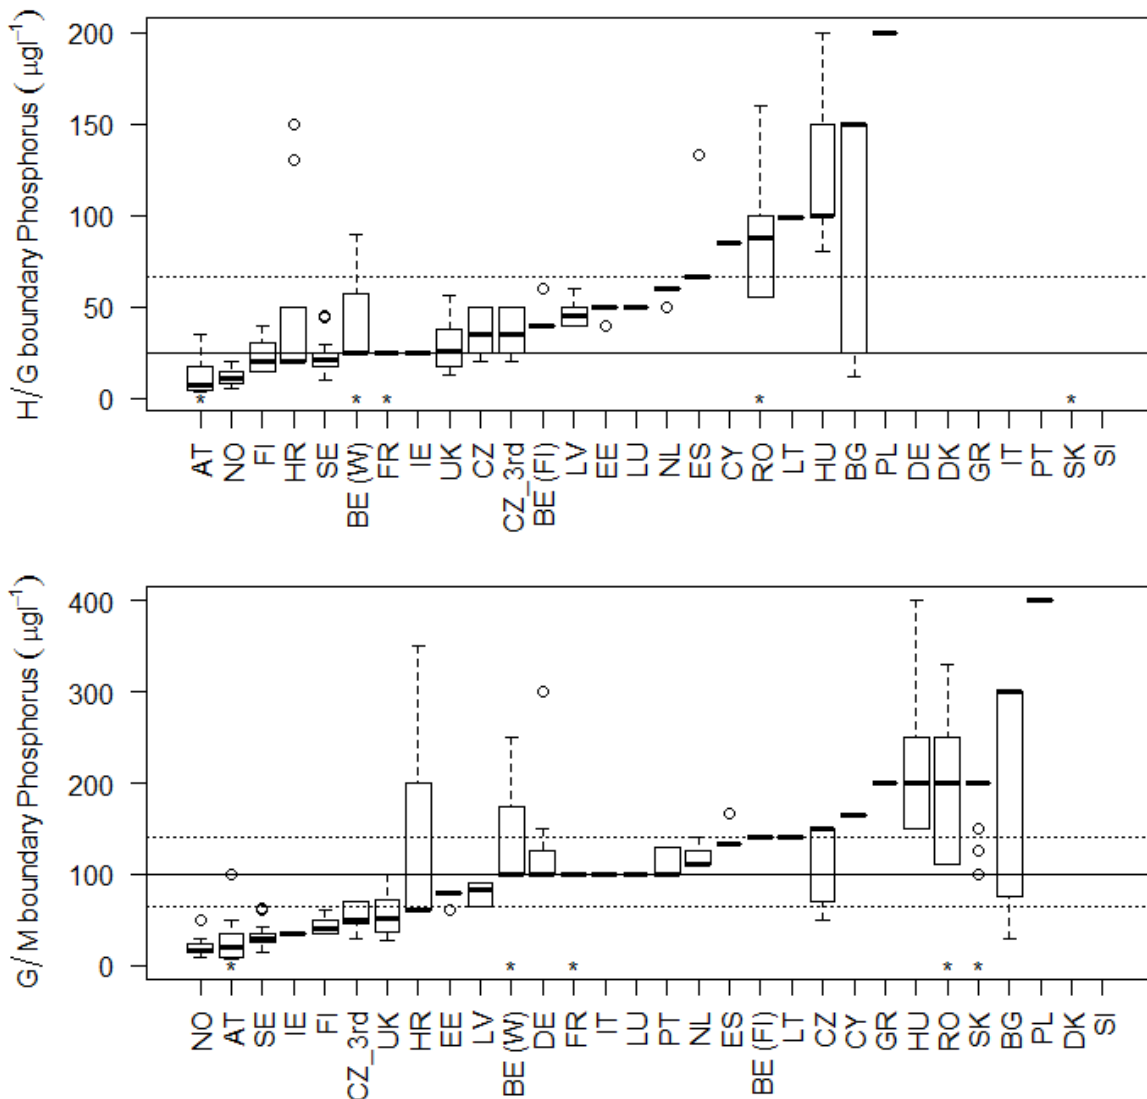 H/G boundary Phosphorus ( µgl⁻¹)
200
150
100
50
0
* * * * *
AT NO FI HR SE BE (W) FR IE UK CZ CZ_3rd BE (Fl) LV EE LU NL ES CY RO LT HU BG PL DE DK GR IT PT SK SI
G/M boundary Phosphorus ( µgl⁻¹)
400
300
200
100
0
* * * * *
NO AT SE IE FI CZ_3rd UK HR EE LV BE (W) DE FR IT LU PT NL ES BE (Fl) LT CZ CY GR HU RO SK BG PL DK SI